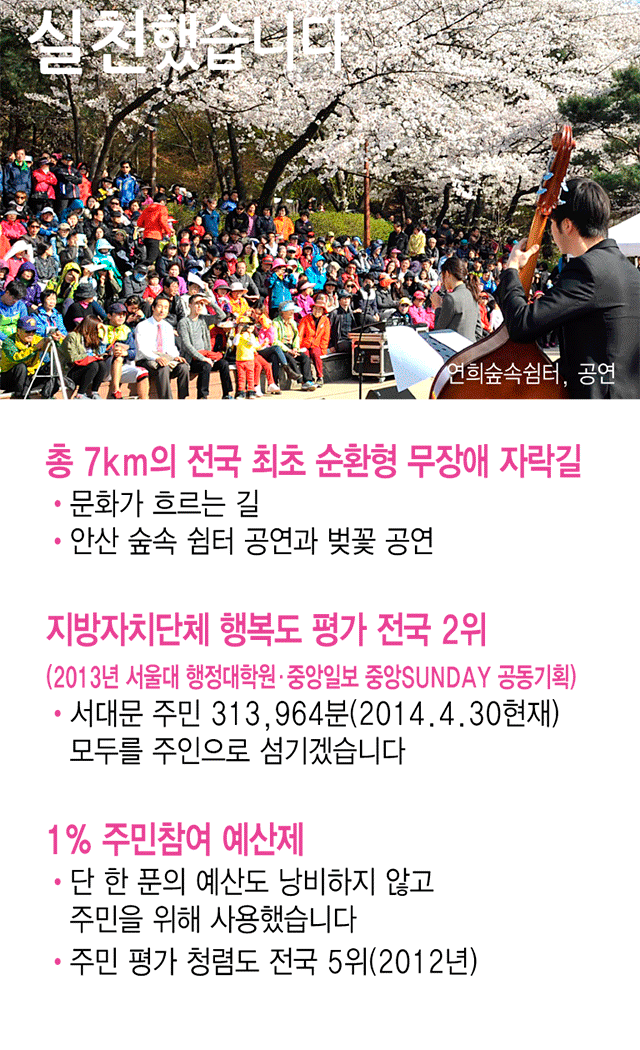 실천했습니다
연희숲속쉼터, 공연
총 7km의 전국 최초 순환형 무장애 자락길
• 문화가 흐르는 길
• 안산 숲속 쉼터 공연과 벚꽃 공연
지방자치단체 행복도 평가 전국 2위
(2013년 서울대 행정대학원·중앙일보 중앙SUNDAY 공동기획)
• 서대문 주민 313,964분(2014.4.30현재)
모두를 주인으로 섬기겠습니다
1% 주민참여 예산제
• 단 한 푼의 예산도 낭비하지 않고
주민을 위해 사용했습니다
• 주민 평가 청렴도 전국 5위(2012년)